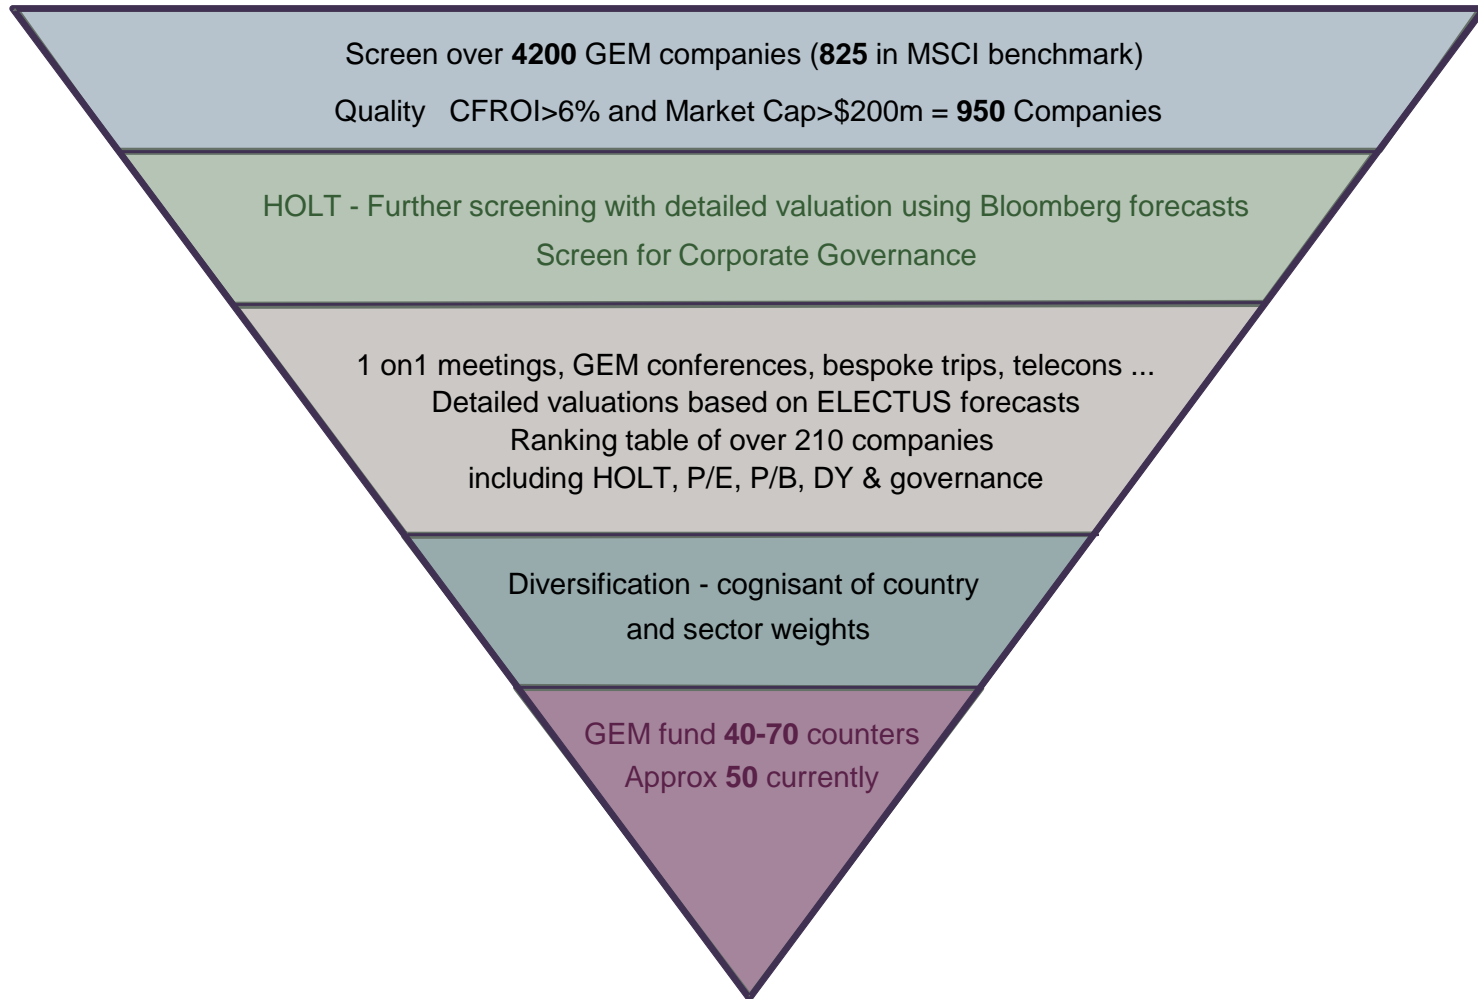 Screen over 4200 GEM companies (825 in MSCI benchmark)
Quality CFROI>6% and Market Cap>$200m = 950 Companies
HOLT - Further screening with detailed valuation using Bloomberg forecasts
Screen for Corporate Governance
1 on1 meetings, GEM conferences, bespoke trips, telecons ...
Detailed valuations based on ELECTUS forecasts
Ranking table of over 210 companies
including HOLT, P/E, P/B, DY & governance
Diversification - cognisant of country
and sector weights
GEM fund 40-70 counters
Approx 50 currently